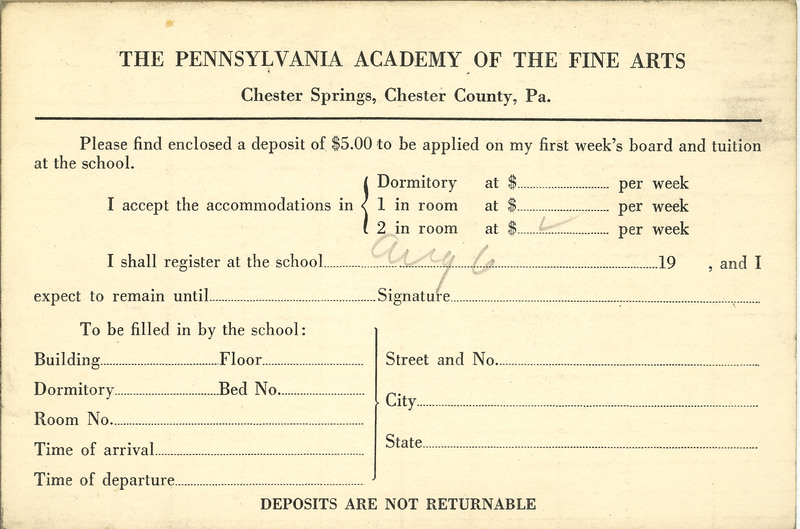 THE PENNSYLVANIA ACADEMY OF THE FINE ARTS
Chester Springs, Chester County, Pa.
Please find enclosed a deposit of $5.00 to be applied on my first week's board and tuition
at the school.
I accept the accommodations in
Dormitory at $ per week
1 in room at $ per week
2 in room at $ ✓ per week
I shall register at the school Aug 6 19 , and I
expect to remain until Signature
To be filled in by the school:
Building Floor
Dormitory Bed No.
Room No.
Time of arrival
Time of departure
Street and No.
City
State
DEPOSITS ARE NOT RETURNABLE